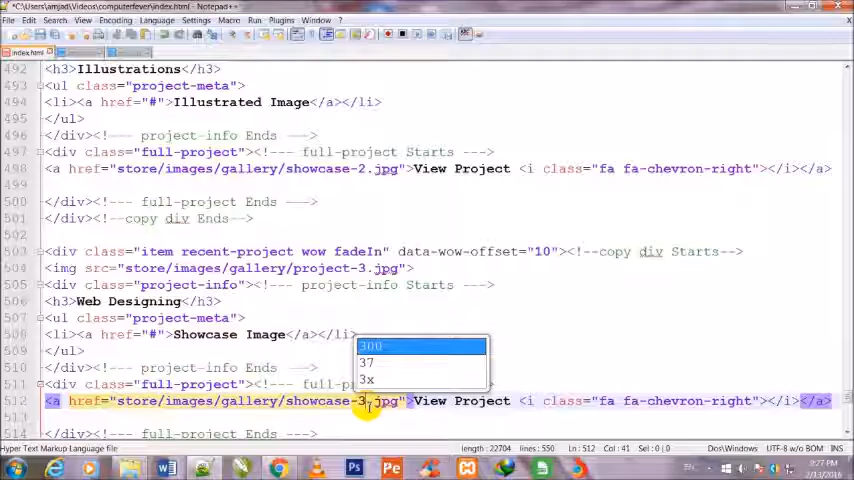 *C:\Users\amjad\Videos\computerfever\index.html - Notepad++
File Edit Search View Encoding Language Settings Macro Run Plugins Window ?
index.html
492 <h3>Illustrations</h3>
493 <ul class="project-meta">
494 <li><a href="#">Illustrated Image</a></li>
495 </ul>
496 </div><!--- project-info Ends --->
497 <div class="full-project"><!--- full-project Starts --->
498 <a href="store/images/gallery/showcase-2.jpg">View Project <i class="fa fa-chevron-right"></i></a>
499
500 </div><!--- full-project Ends --->
501 </div><!--copy div Ends--->
502
503 <div class="item recent-project wow fadeIn" data-wow-offset="10"><!--copy div Starts--->
504 <img src="store/images/gallery/project-3.jpg">
505 <div class="project-info"><!--- project-info Starts --->
506 <h3>Web Designing</h3>
507 <ul class="project-meta">
508 <li><a href="#">Showcase Image</a></li>
300
509 </ul>
37
510 </div><!--- project-info Ends
3x
511 <div class="full-project"><!--- full-
512 <a href="store/images/gallery/showcase-3.jpg">View Project <i class="fa fa-chevron-right"></i></a>
513
514 </div><!--- full-project Ends --->
Hyper Text Markup Language file length : 22704 lines : 550 Ln : 512 Col : 41 Sel : 0 | 0 Dos\Windows UTF-8 w/o BOM INS
EN 9:27 PM
2/13/2016